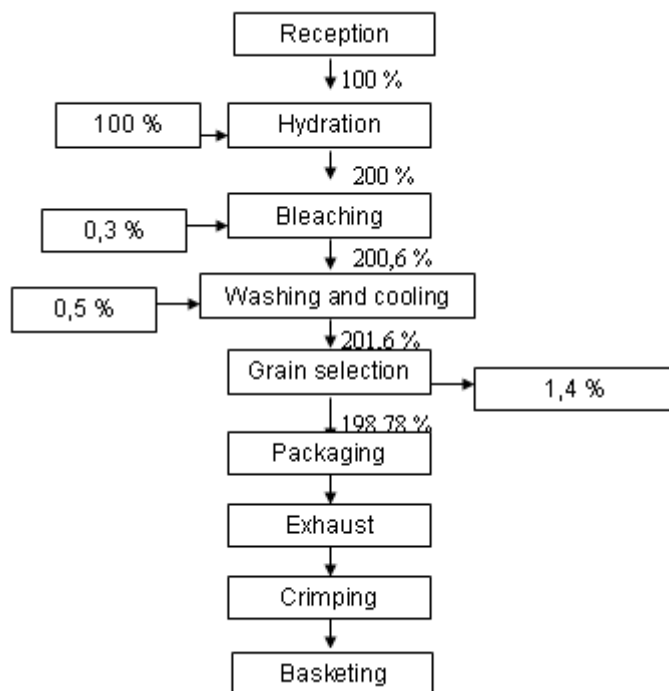 Reception
100 %
100 %
Hydration
200 %
Bleaching
0,3 %
200,6 %
Washing and cooling
0,5 %
201,6 %
Grain selection
1,4 %
198,78 %
Packaging
Exhaust
Crimping
Basketing